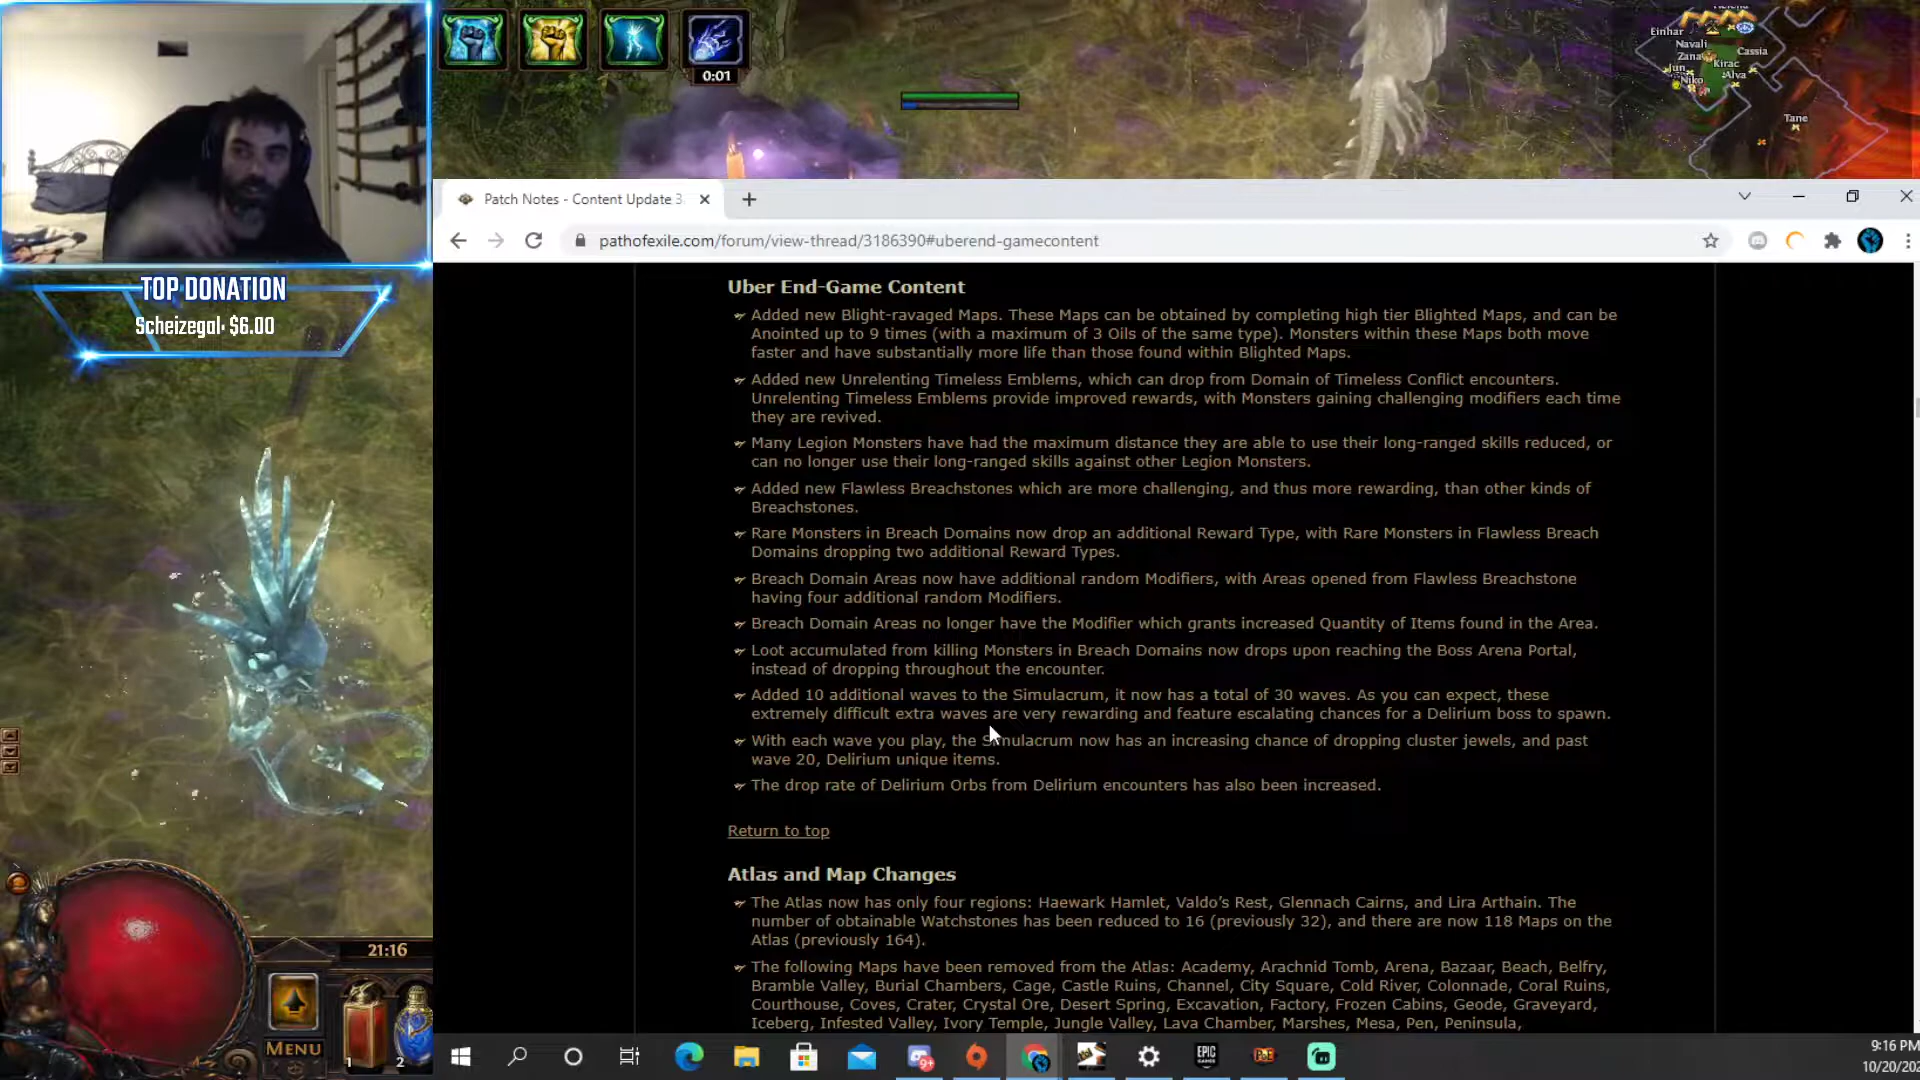 0:01
Helena
Einhar
Navali
Cassia
Zana
Kirac
Jun
Alva
Niko
Tane
TOP DONATION
Scheizegal: $6.00
Patch Notes - Content Update 3.
pathofexile.com/forum/view-thread/3186390#uberend-gamecontent
Uber End-Game Content
Added new Blight-ravaged Maps. These Maps can be obtained by completing high tier Blighted Maps, and can be
Anointed up to 9 times (with a maximum of 3 Oils of the same type). Monsters within these Maps both move
faster and have substantially more life than those found within Blighted Maps.
Added new Unrelenting Timeless Emblems, which can drop from Domain of Timeless Conflict encounters.
Unrelenting Timeless Emblems provide improved rewards, with Monsters gaining challenging modifiers each time
they are revived.
Many Legion Monsters have had the maximum distance they are able to use their long-ranged skills reduced, or
can no longer use their long-ranged skills against other Legion Monsters.
Added new Flawless Breachstones which are more challenging, and thus more rewarding, than other kinds of
Breachstones.
Rare Monsters in Breach Domains now drop an additional Reward Type, with Rare Monsters in Flawless Breach
Domains dropping two additional Reward Types.
Breach Domain Areas now have additional random Modifiers, with Areas opened from Flawless Breachstone
having four additional random Modifiers.
Breach Domain Areas no longer have the Modifier which grants increased Quantity of Items found in the Area.
Loot accumulated from killing Monsters in Breach Domains now drops upon reaching the Boss Arena Portal,
instead of dropping throughout the encounter.
Added 10 additional waves to the Simulacrum, it now has a total of 30 waves. As you can expect, these
extremely difficult extra waves are very rewarding and feature escalating chances for a Delirium boss to spawn.
With each wave you play, the Simulacrum now has an increasing chance of dropping cluster jewels, and past
wave 20, Delirium unique items.
The drop rate of Delirium Orbs from Delirium encounters has also been increased.
Return to top
Atlas and Map Changes
The Atlas now has only four regions: Haewark Hamlet, Valdo's Rest, Glennach Cairns, and Lira Arthain. The
number of obtainable Watchstones has been reduced to 16 (previously 32), and there are now 118 Maps on the
Atlas (previously 164).
The following Maps have been removed from the Atlas: Academy, Arachnid Tomb, Arena, Bazaar, Beach, Belfry,
Bramble Valley, Burial Chambers, Cage, Castle Ruins, Channel, City Square, Cold River, Colonnade, Coral Ruins,
Courthouse, Coves, Crater, Crystal Ore, Desert Spring, Excavation, Factory, Frozen Cabins, Geode, Graveyard,
Iceberg, Infested Valley, Ivory Temple, Jungle Valley, Lava Chamber, Marshes, Mesa, Pen, Peninsula,
21:16
MENU
1
2
9+
EPIC
GAMES
PoE
9:16 PM
10/20/202